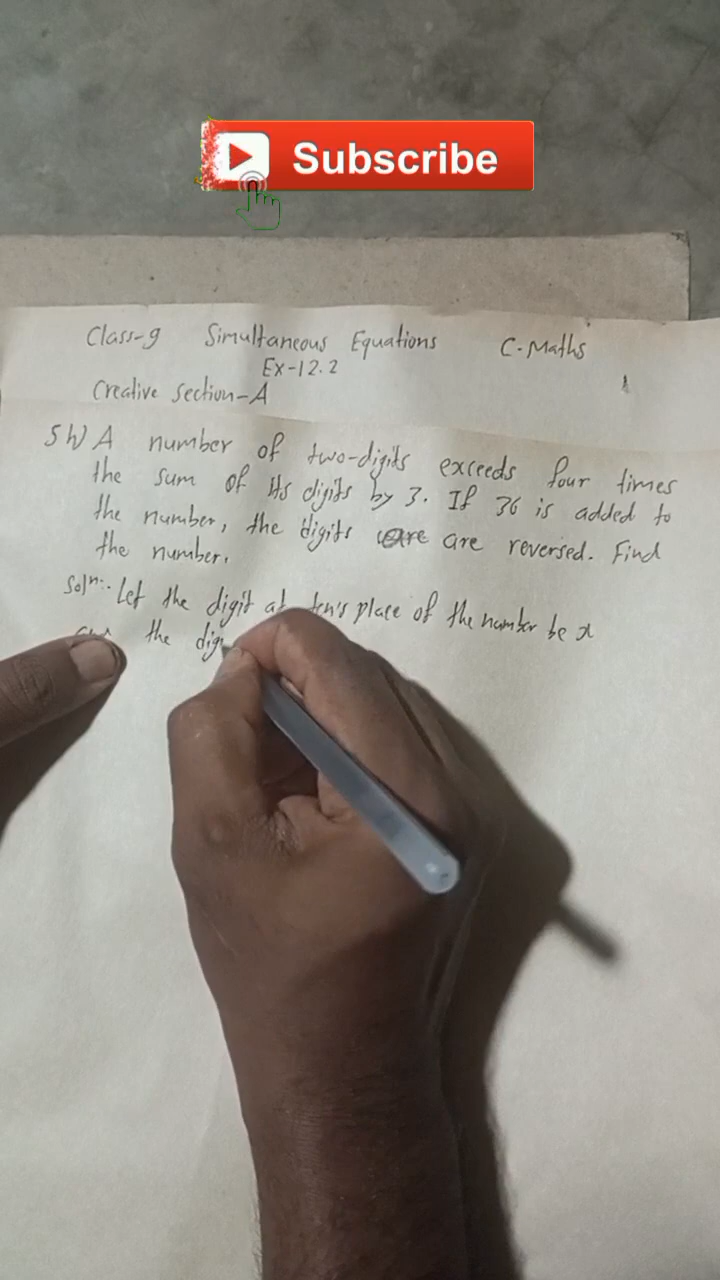 Subscribe
Class-9 Simultaneous Equations C. Maths
Ex-12.2
Creative Section-A
A number of two-digits exceeds four times
the sum of its digits by 3. If 36 is added to
the number, the digits are are reversed. Find
the number.
Solⁿ:- Let the digit at ten's place of the number be x
the